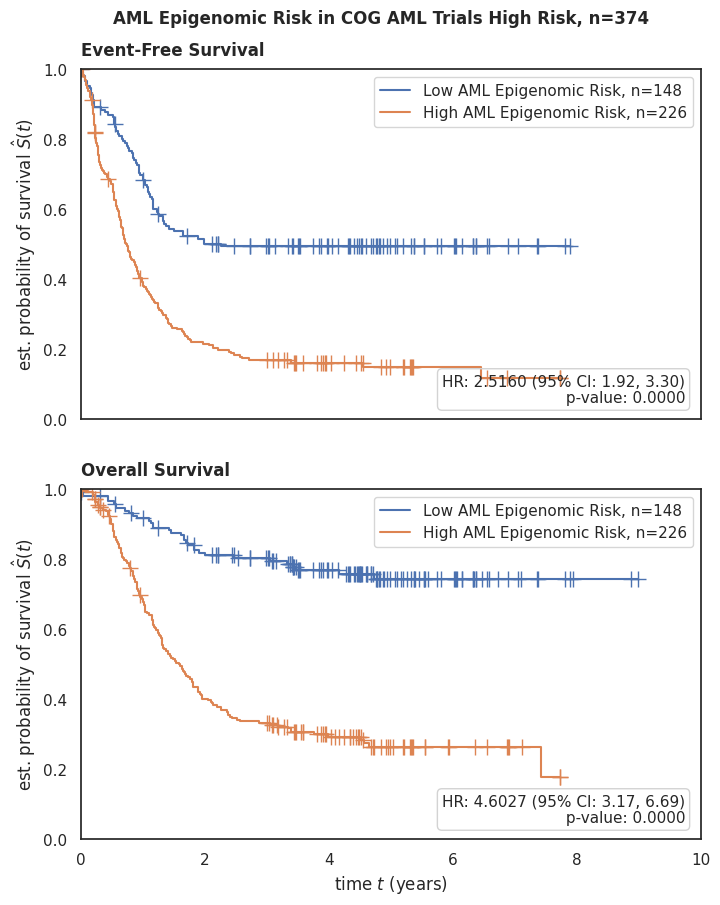 AML Epigenomic Risk in COG AML Trials High Risk, n=374
Event-Free Survival
1.0
0.8
0.6
0.4
0.2
0.0
est. probability of survival Ŝ(t)
Low AML Epigenomic Risk, n=148
High AML Epigenomic Risk, n=226
HR: 2.5160 (95% CI: 1.92, 3.30)
p-value: 0.0000
Overall Survival
1.0
0.8
0.6
0.4
0.2
0.0
est. probability of survival Ŝ(t)
Low AML Epigenomic Risk, n=148
High AML Epigenomic Risk, n=226
HR: 4.6027 (95% CI: 3.17, 6.69)
p-value: 0.0000
0 2 4 6 8 10
time t (years)